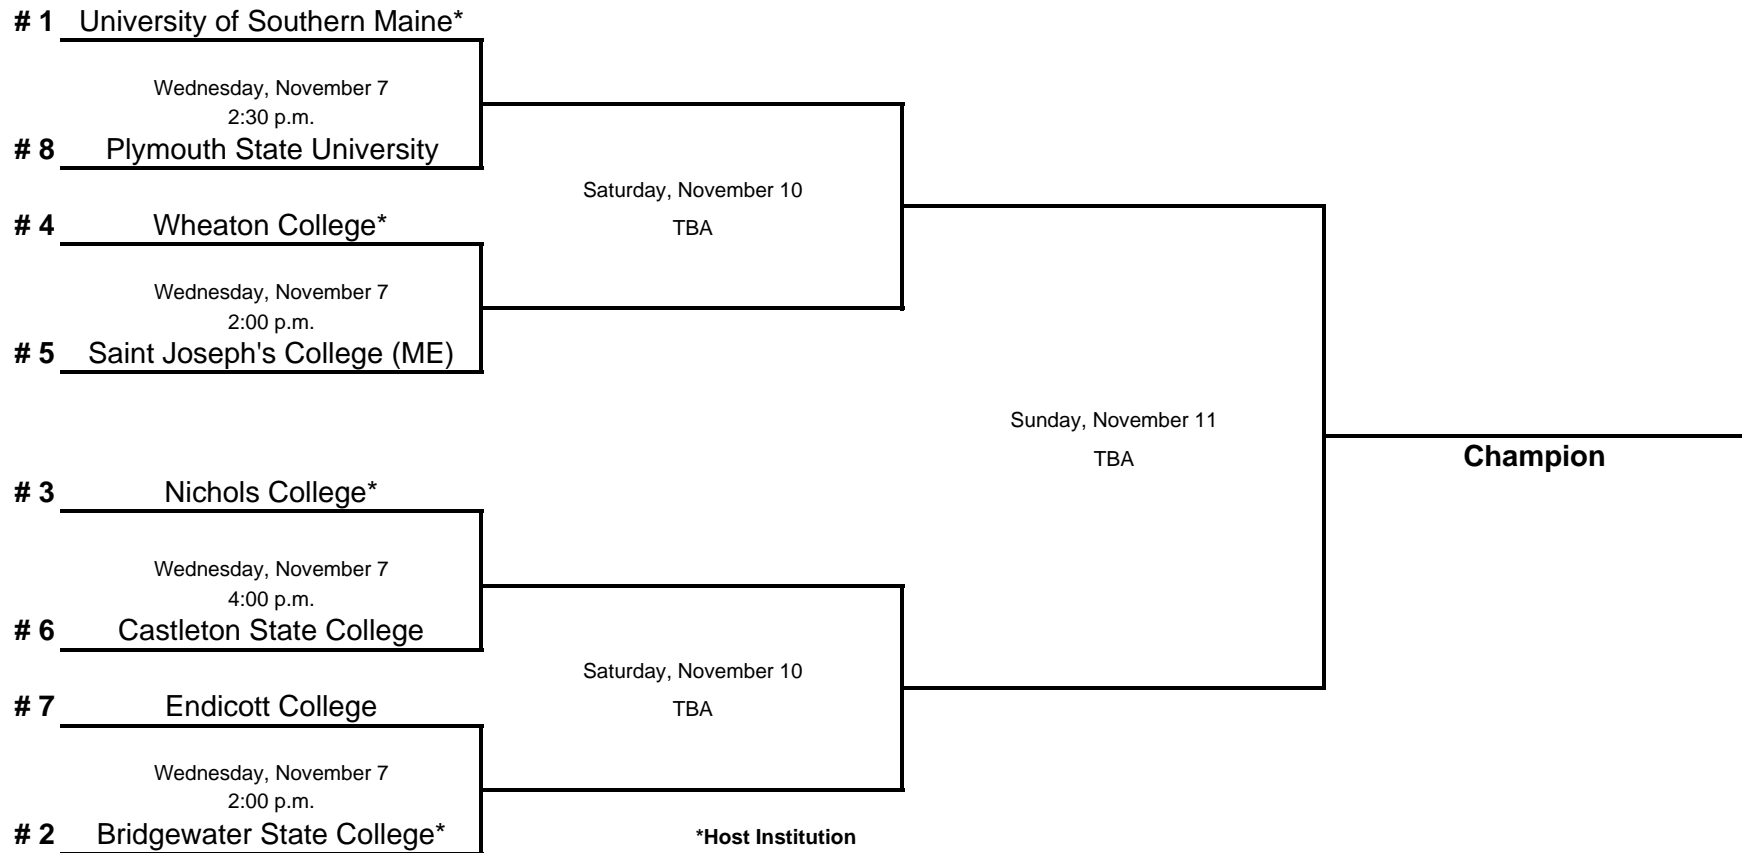 # 1 University of Southern Maine*
Wednesday, November 7
2:30 p.m.
# 8 Plymouth State University
Saturday, November 10
TBA
# 4 Wheaton College*
Wednesday, November 7
2:00 p.m.
# 5 Saint Joseph's College (ME)
Sunday, November 11
TBA
Champion
# 3 Nichols College*
Wednesday, November 7
4:00 p.m.
# 6 Castleton State College
Saturday, November 10
TBA
# 7 Endicott College
Wednesday, November 7
2:00 p.m.
# 2 Bridgewater State College*
*Host Institution